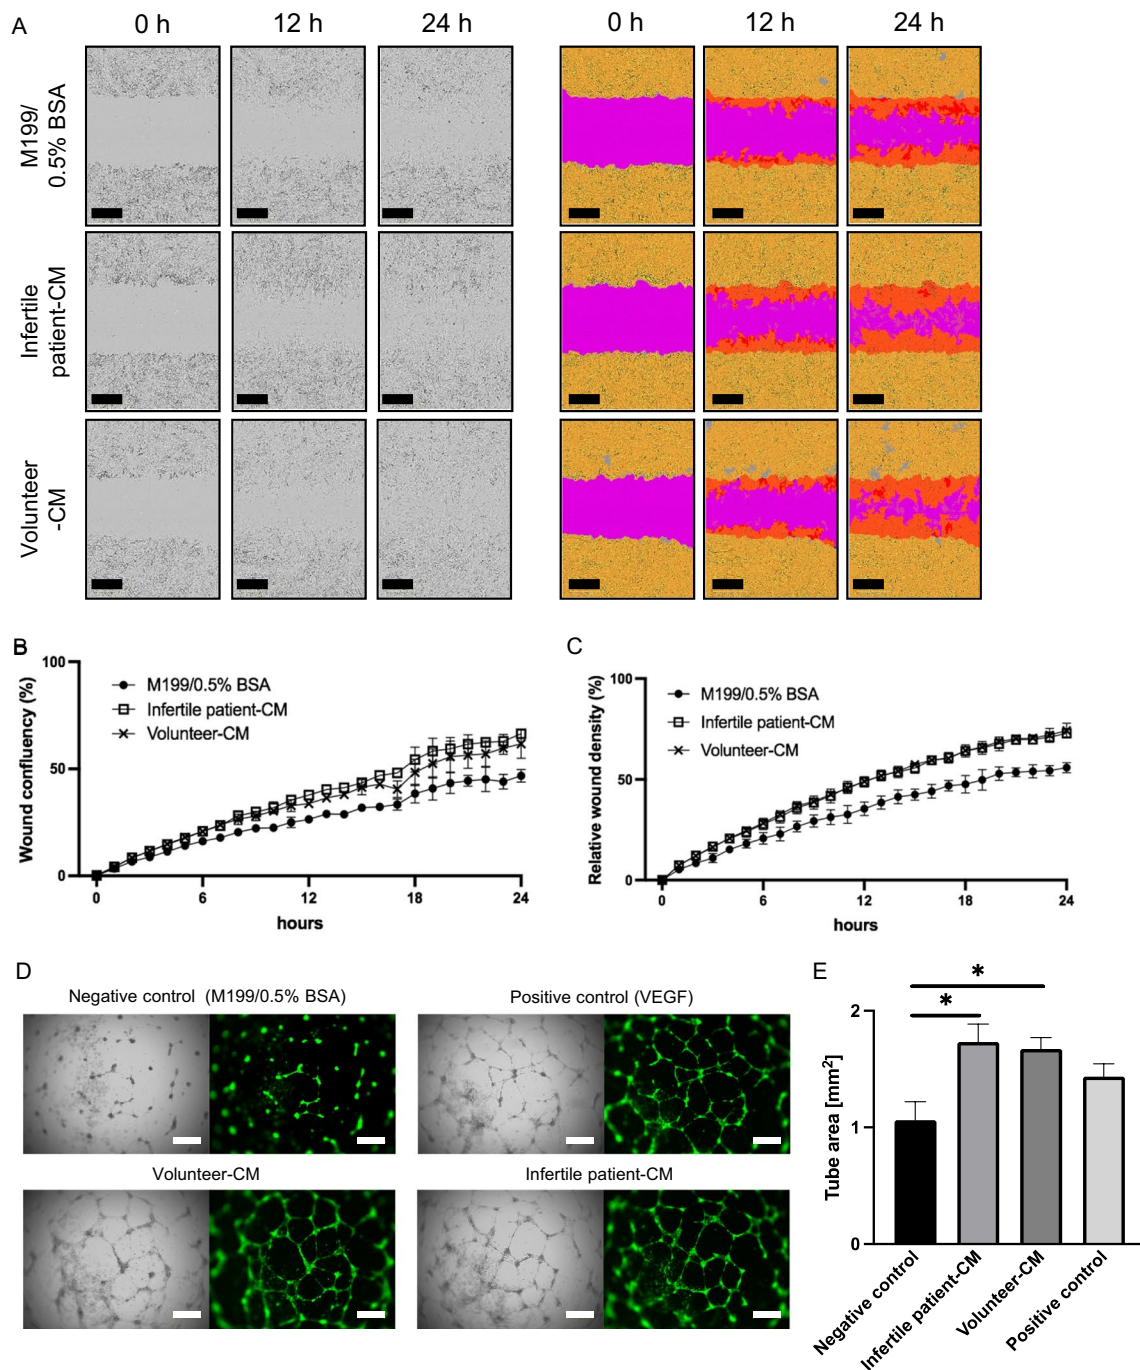 A
0 h
12 h
24 h
0 h
12 h
24 h
M199/
0.5% BSA
Infertile
patient-CM
Volunteer
-CM
B
100
50
0
Wound confluency (%)
M199/0.5% BSA
Infertile patient-CM
Volunteer-CM
0
6
12
18
24
hours
C
100
50
0
Relative wound density (%)
M199/0.5% BSA
Infertile patient-CM
Volunteer-CM
0
6
12
18
24
hours
D
Negative control (M199/0.5% BSA)
Positive control (VEGF)
Volunteer-CM
Infertile patient-CM
E
*
*
2
1
0
Tube area [mm²]
Negative control
Infertile patient-CM
Volunteer-CM
Positive control